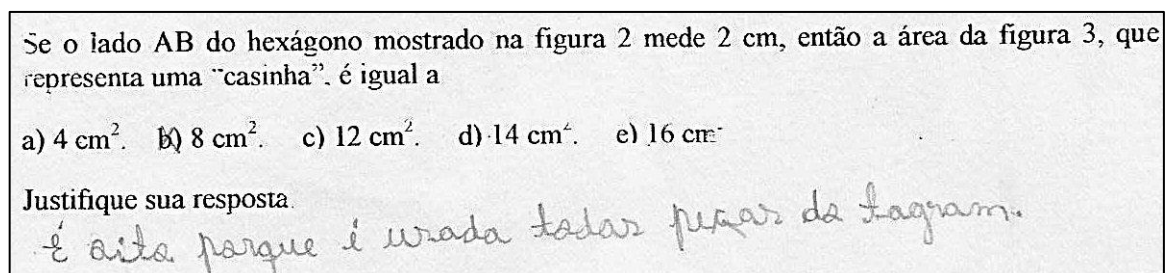 Se o lado AB do hexágono mostrado na figura 2 mede 2 cm, então a área da figura 3, que
representa uma “casinha”, é igual a
a) 4 cm². b) 8 cm². c) 12 cm². d) 14 cm². e) 16 cm²
Justifique sua resposta.
é oito porque é usada todas peças do tagram.